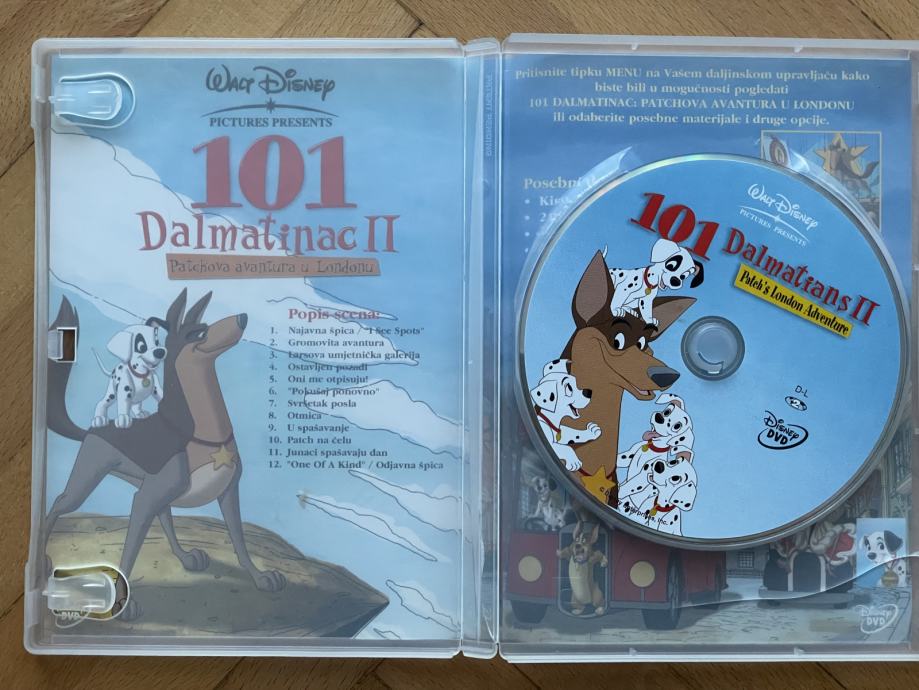 WALT DISNEY
PICTURES PRESENTS
101
Dalmatinac II
Patchova avantura u Londonu
Popis scena:
1. Najavna špica / "I See Spots"
2. Gromovita avantura
3. Larsova umjetnička galerija
4. Ostavljen pozadi
5. Oni me otpisuju!
6. "Pokušaj ponovno"
7. Svršetak posla
8. Otmica
9. U spašavanje
10. Patch na čelu
11. Junaci spašavaju dan
12. "One Of A Kind" / Odjavna špica
DVD
PATENT PENDING
Pritisnite tipku MENU na Vašem daljinskom upravljaču kako
biste bili u mogućnosti pogledati
101 DALMATINAC: PATCHOVA AVANTURA U LONDONU
ili odaberite posebne materijale i druge opcije.
WALT DISNEY
PICTURES PRESENTS
101 Dalmatians II
Patch's London Adventure
D-L
DISNEY
DVD
DISNEY
DVD